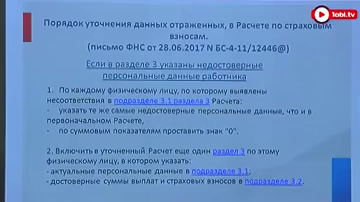 1obl.tv
Порядок уточнения данных отраженных, в Расчете по страховым
взносам.
(письмо ФНС от 28.06.2017 N БС-4-11/12446@)
Если в разделе 3 указаны недостоверные
персональные данные работника
1. По каждому физическому лицу, по которому выявлены
несоответствия в подразделе 3.1 раздела 3 Расчета:
- указать те же самые недостоверные персональные данные, что и в
первоначальном Расчете,
- по суммовым показателям проставить знак "0".
2. Включить в уточненный Расчет еще один раздел 3 по этому
физическому лицу, в котором указать:
- актуальные персональные данные в подразделе 3.1;
- достоверные суммы выплат и страховых взносов в подразделе 3.2.